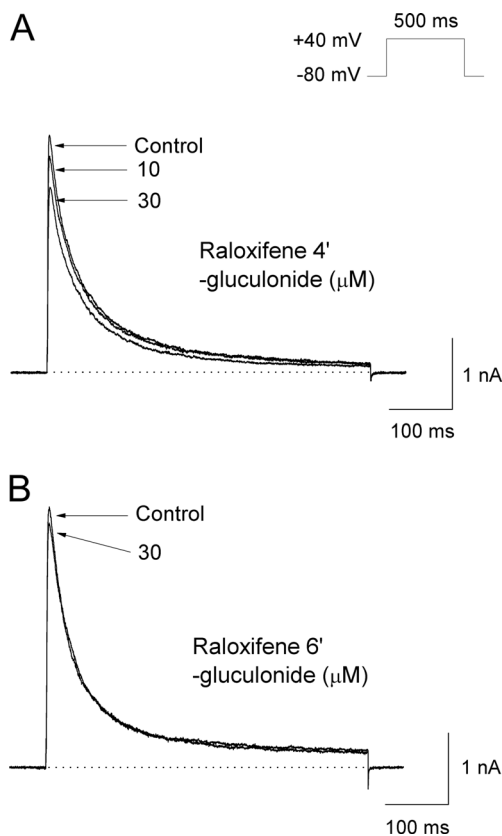 A
500 ms
+40 mV
-80 mV
Control
10
30
Raloxifene 4'
-gluculonide (μM)
1 nA
100 ms
B
Control
30
Raloxifene 6'
-gluculonide (μM)
1 nA
100 ms